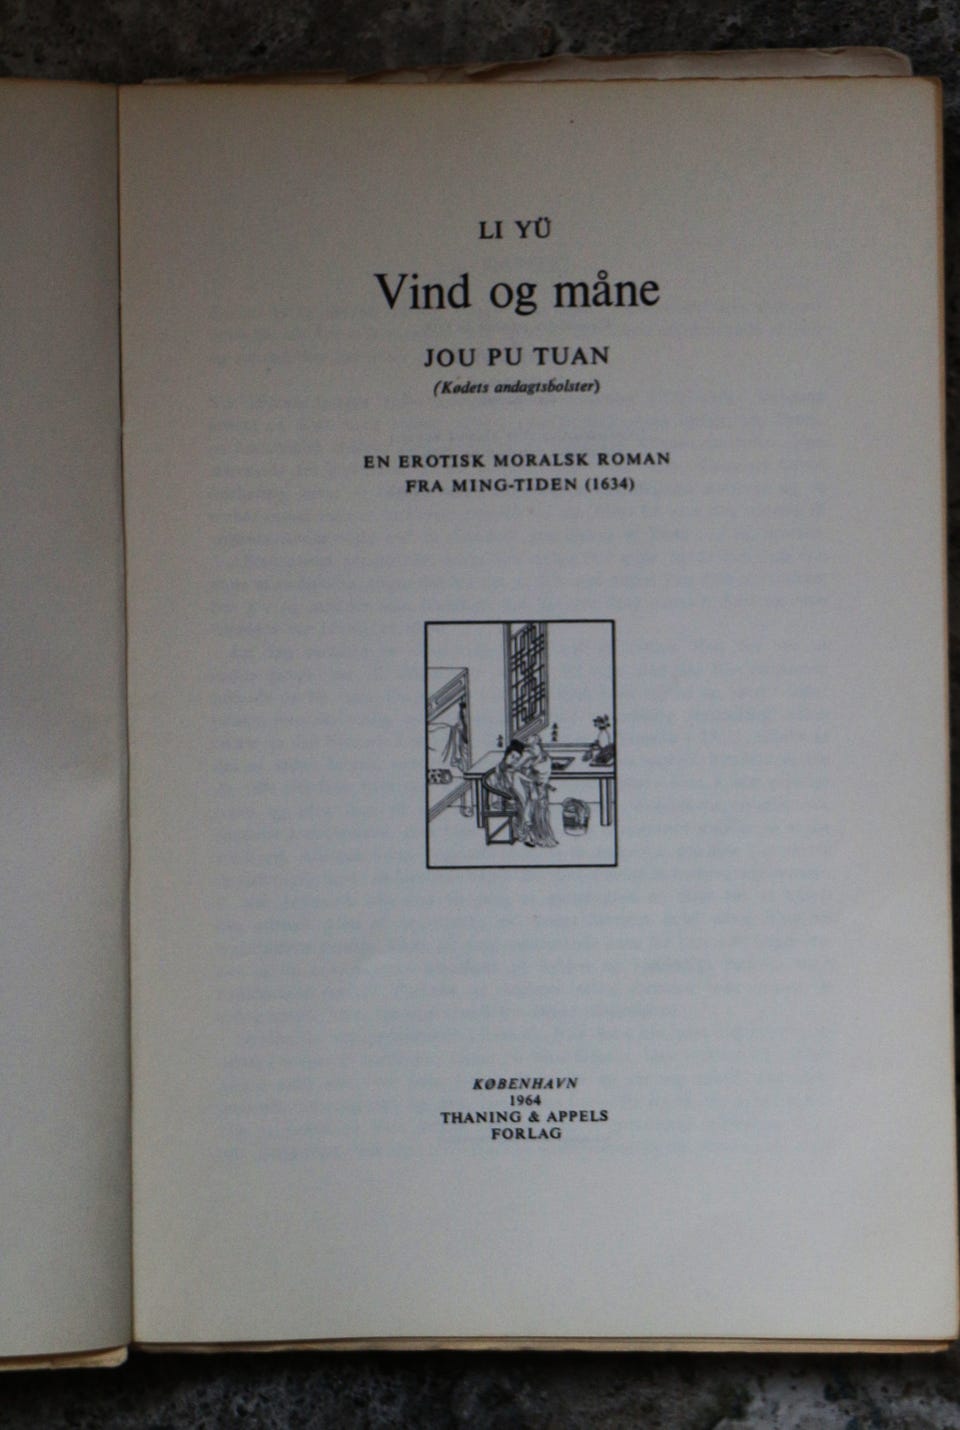 LI YÜ
Vind og måne
JOU PU TUAN
(Kødets andagtsbolster)
EN EROTISK MORALSK ROMAN
FRA MING-TIDEN (1634)
KØBENHAVN
1964
THANING & APPELS
FORLAG